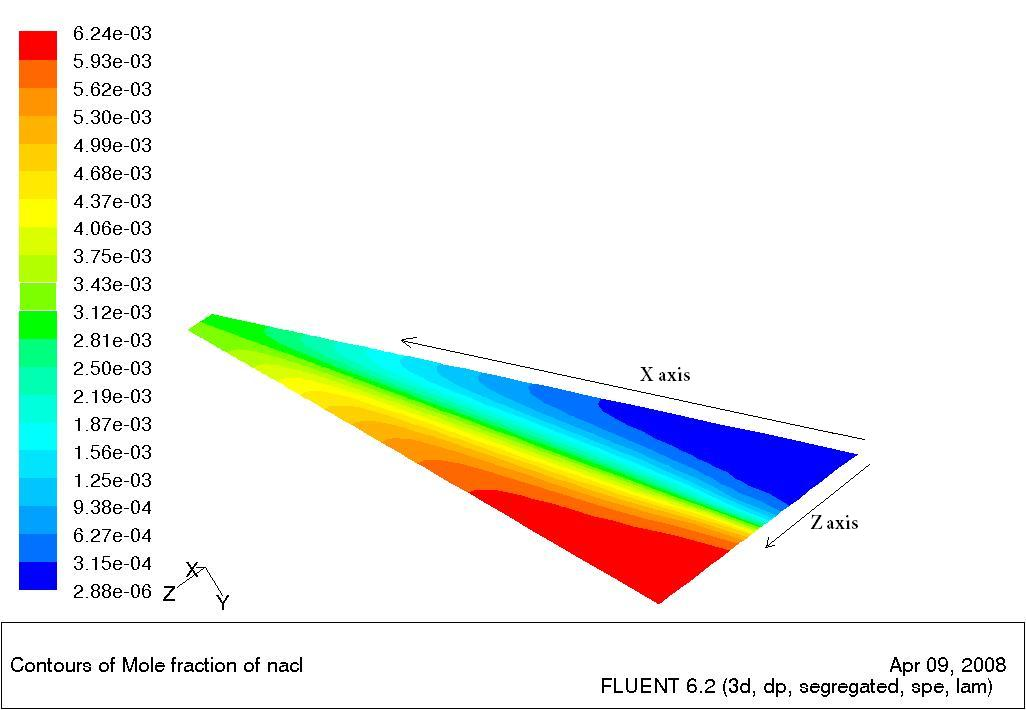 6.24e-03
5.93e-03
5.62e-03
5.30e-03
4.99e-03
4.68e-03
4.37e-03
4.06e-03
3.75e-03
3.43e-03
3.12e-03
2.81e-03
2.50e-03
2.19e-03
1.87e-03
1.56e-03
1.25e-03
9.38e-04
6.27e-04
3.15e-04
2.88e-06
X axis
Z axis
X
Z
Y
Contours of Mole fraction of nacl
Apr 09, 2008
FLUENT 6.2 (3d, dp, segregated, spe, lam)